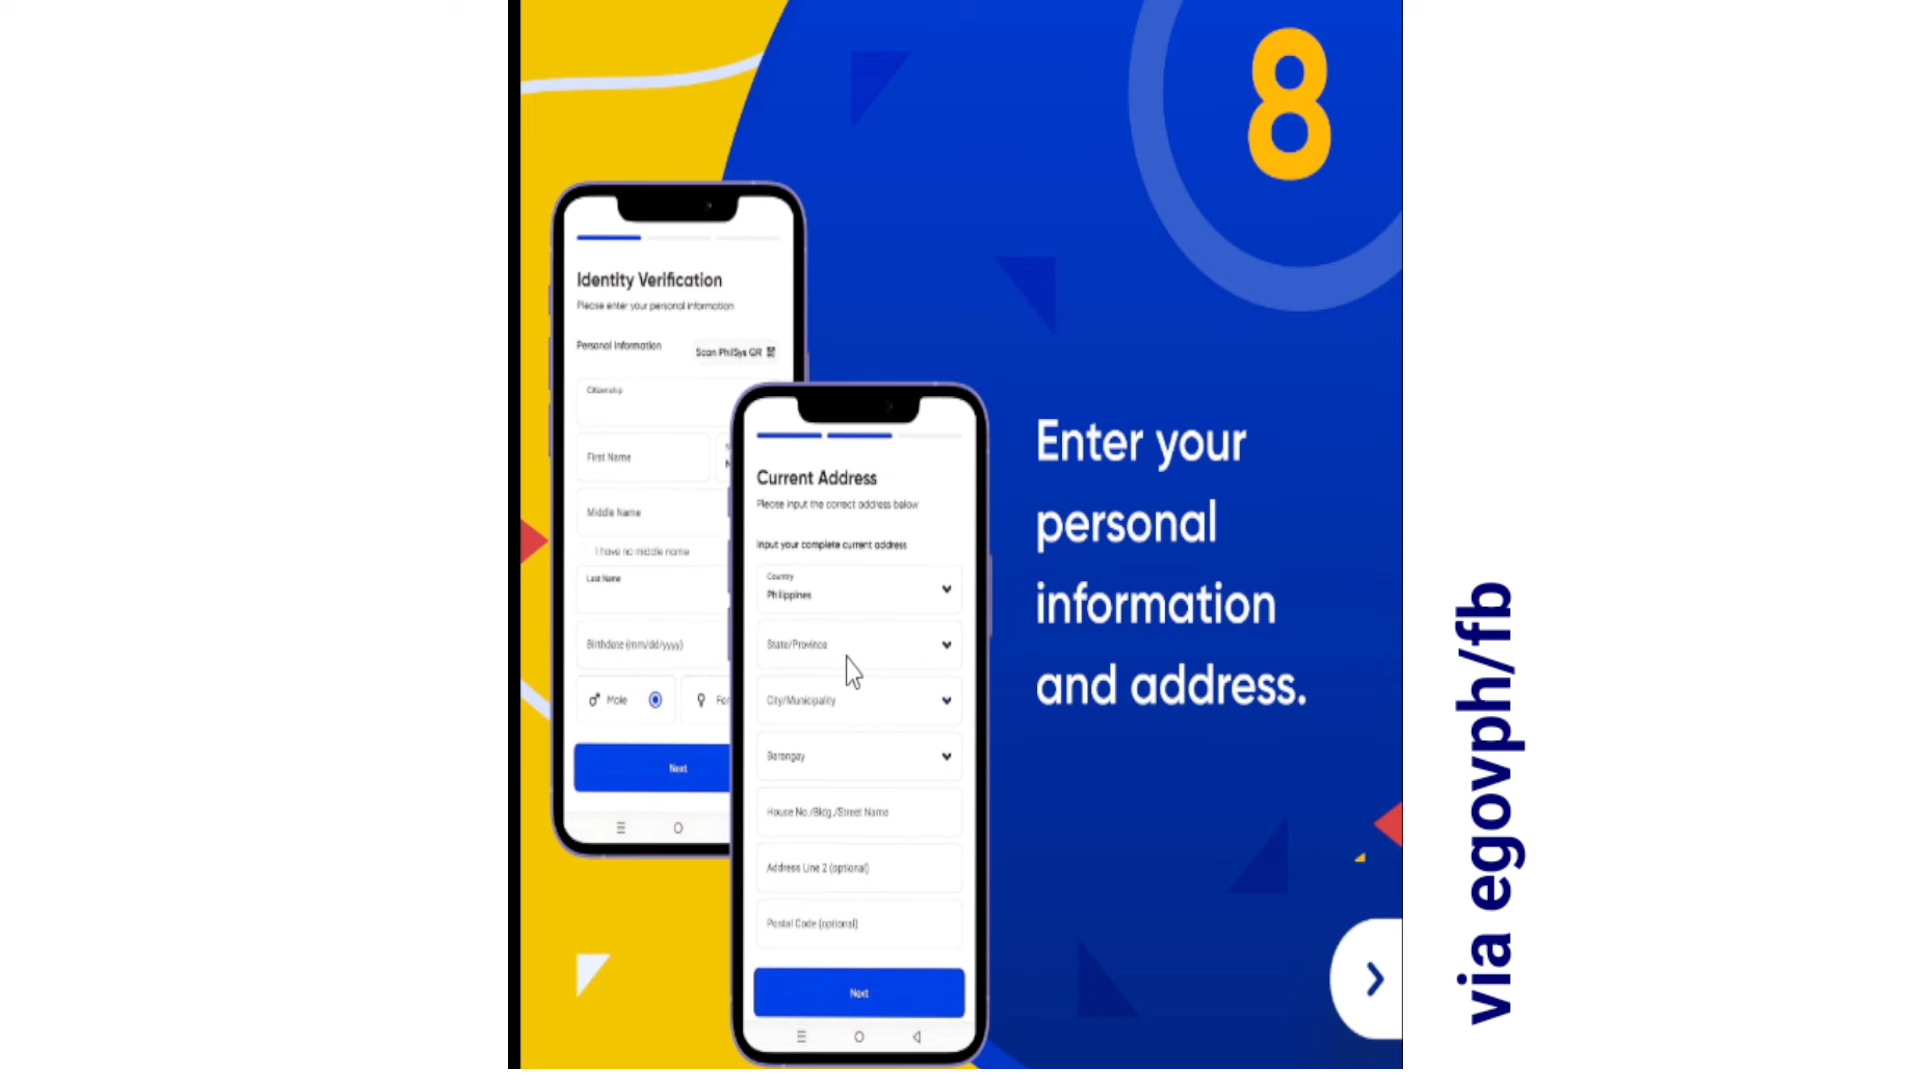 8
Identity Verification
Please enter your personal information
Personal Information
Scan PhilSys QR
Citizenship
First Name
Middle Name
I have no middle name
Last Name
Birthdate (mm/dd/yyyy)
Male
Next
Current Address
Please input the correct address below
Input your complete current address
Country
Philippines
State/Province
City/Municipality
Barangay
House No./Bldg./Street Name
Address Line 2 (optional)
Postal Code (optional)
Next
Enter your
personal
information
and address.
via egovph/fb